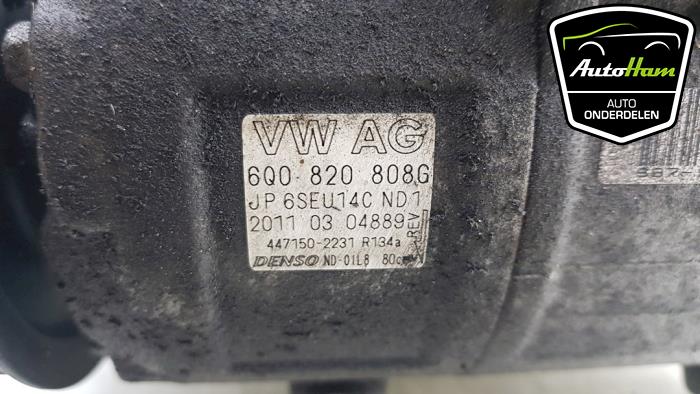 AutoHam
AUTO
ONDERDELEN
VW AG
6Q0 820 808G
JP 6SEU14C ND1
2011 03 04889
REV
447150-2231 R134a
DENSO ND-OIL8